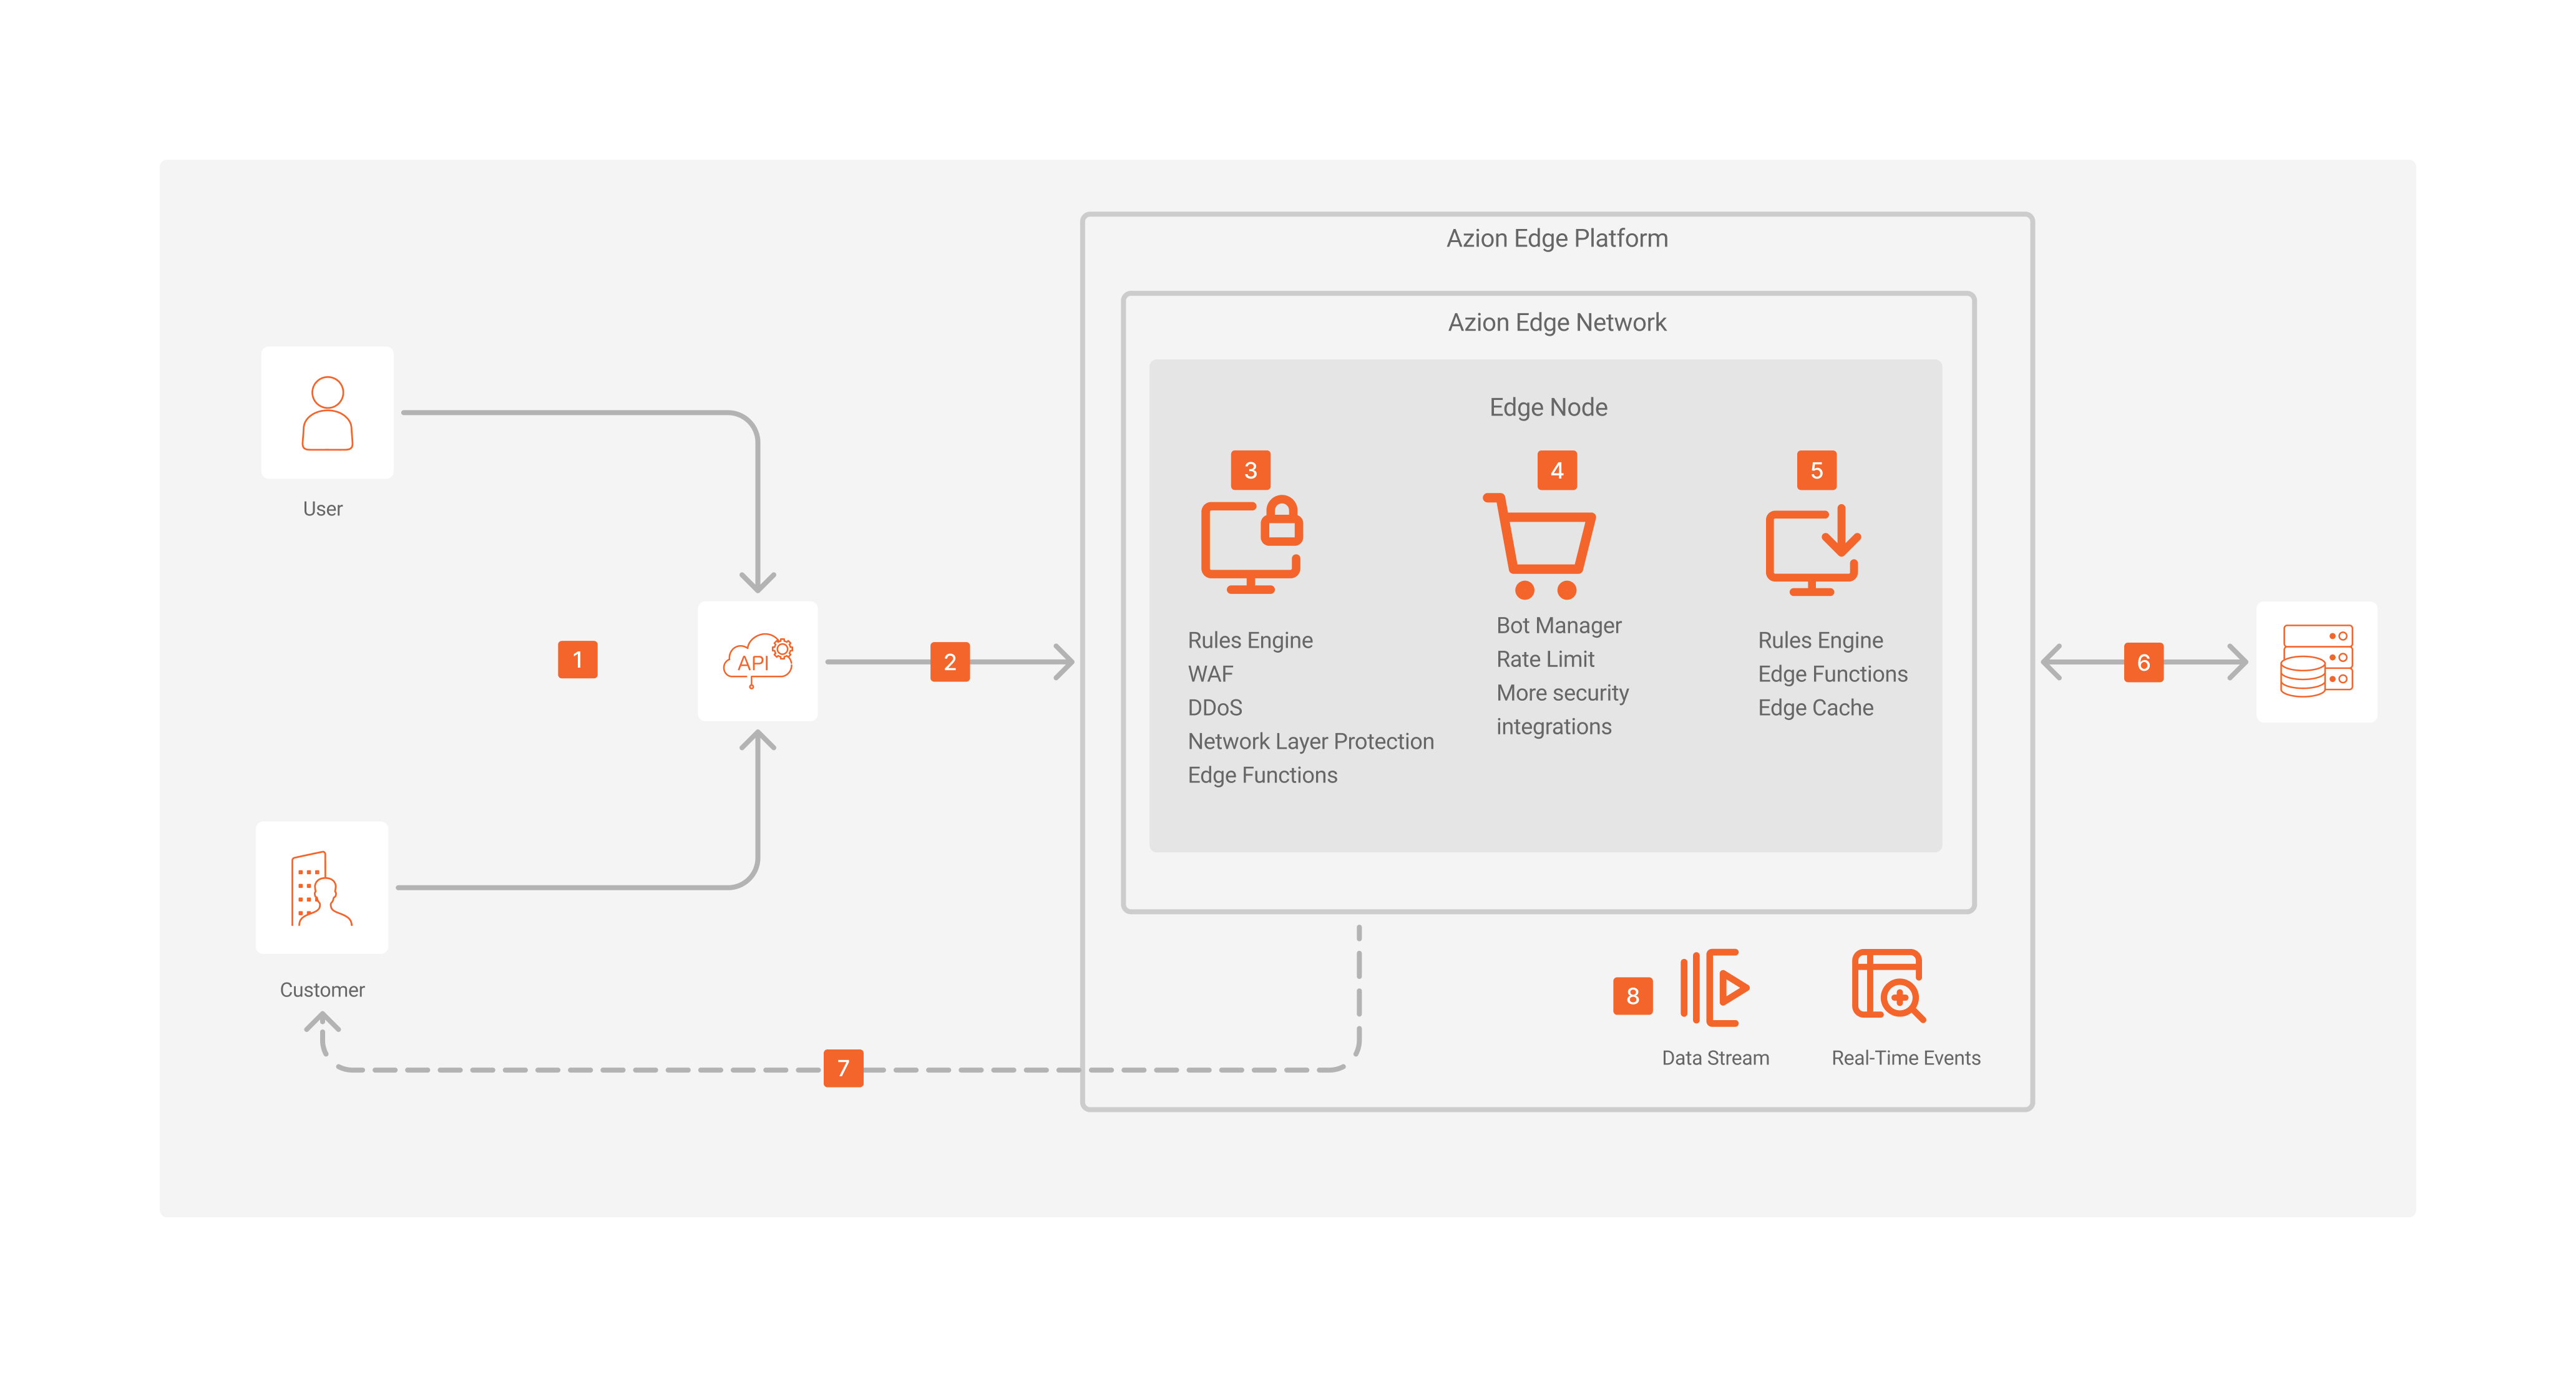 Azion Edge Platform
Azion Edge Network
Edge Node
User
1
API
2
3
Rules Engine
WAF
DDoS
Network Layer Protection
Edge Functions
4
Bot Manager
Rate Limit
More security
integrations
5
Rules Engine
Edge Functions
Edge Cache
6
Customer
7
8
Data Stream
Real-Time Events